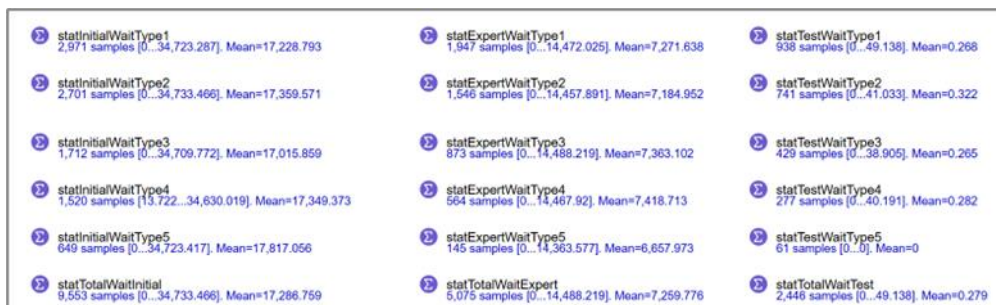 statInitialWaitType1
2,971 samples [0...34,723.287]. Mean=17,228.793
statExpertWaitType1
1,947 samples [0...14,472.025]. Mean=7,271.638
statTestWaitType1
938 samples [0...49.138]. Mean=0.268
statInitialWaitType2
2,701 samples [0...34,733.466]. Mean=17,359.571
statExpertWaitType2
1,546 samples [0...14,457.891]. Mean=7,184.952
statTestWaitType2
741 samples [0...41.033]. Mean=0.322
statInitialWaitType3
1,712 samples [0...34,709.772]. Mean=17,015.859
statExpertWaitType3
873 samples [0...14,488.219]. Mean=7,363.102
statTestWaitType3
429 samples [0...38.905]. Mean=0.265
statInitialWaitType4
1,520 samples [13.722...34,630.019]. Mean=17,349.373
statExpertWaitType4
564 samples [0...14,467.92]. Mean=7,418.713
statTestWaitType4
277 samples [0...40.191]. Mean=0.282
statInitialWaitType5
649 samples [0...34,723.417]. Mean=17,817.056
statExpertWaitType5
145 samples [0...14,363.577]. Mean=6,657.973
statTestWaitType5
61 samples [0...0]. Mean=0
statTotalWaitInitial
9,553 samples [0...34,733.466]. Mean=17,286.759
statTotalWaitExpert
5,075 samples [0...14,488.219]. Mean=7,259.776
statTotalWaitTest
2,446 samples [0...49.138]. Mean=0.279